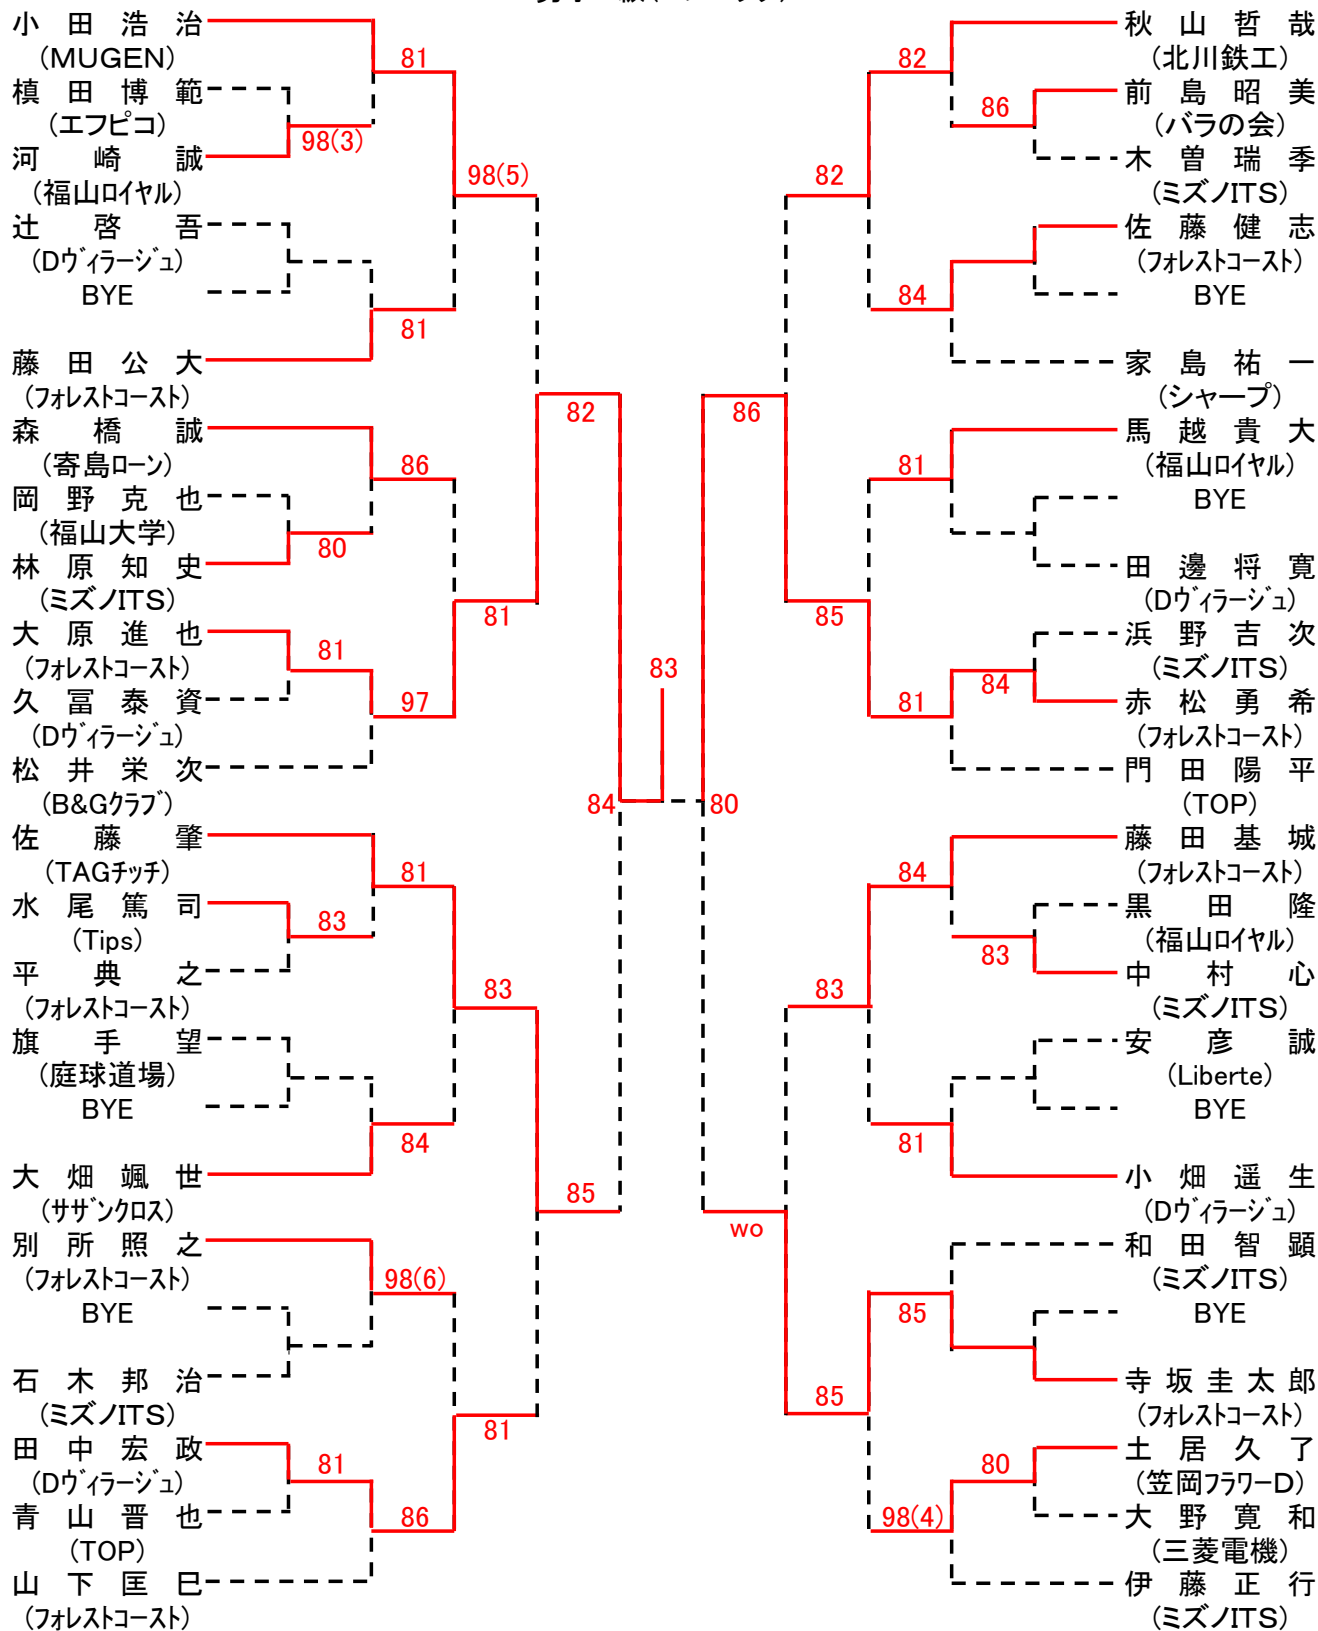 小田浩治
(MUGEN)
81
槙田博範
(エフピコ)
98(3)
河崎誠
(福山ロイヤル)
98(5)
辻啓吾
(Dヴィラージュ)
BYE
81
藤田公大
(フォレストコースト)
82
森橋誠
(寄島ローン)
86
岡野克也
(福山大学)
80
林原知史
(ミズノITS)
81
大原進也
(フォレストコースト)
81
久冨泰資
(Dヴィラージュ)
97
松井栄次
(B&Gクラブ)
84
83
80
佐藤肇
(TAGチッチ)
81
水尾篤司
(Tips)
83
平典之
(フォレストコースト)
83
旗手望
(庭球道場)
BYE
84
大畑颯世
(サザンクロス)
85
別所照之
(フォレストコースト)
98(6)
BYE
石木邦治
(ミズノITS)
81
田中宏政
(Dヴィラージュ)
81
青山晋也
(TOP)
86
山下匡巳
(フォレストコースト)
秋山哲哉
(北川鉄工)
82
前島昭美
(バラの会)
86
木曽瑞季
(ミズノITS)
82
佐藤健志
(フォレストコースト)
BYE
84
家島祐一
(シャープ)
86
馬越貴大
(福山ロイヤル)
81
BYE
田邊将寛
(Dヴィラージュ)
85
浜野吉次
(ミズノITS)
84
赤松勇希
(フォレストコースト)
81
門田陽平
(TOP)
藤田基城
(フォレストコースト)
84
黒田隆
(福山ロイヤル)
83
中村心
(ミズノITS)
83
安彦誠
(Liberte)
BYE
81
小畑遥生
(Dヴィラージュ)
wo
和田智顕
(ミズノITS)
BYE
85
寺坂圭太郎
(フォレストコースト)
85
土居久了
(笠岡フラワーD)
80
大野寛和
(三菱電機)
98(4)
伊藤正行
(ミズノITS)